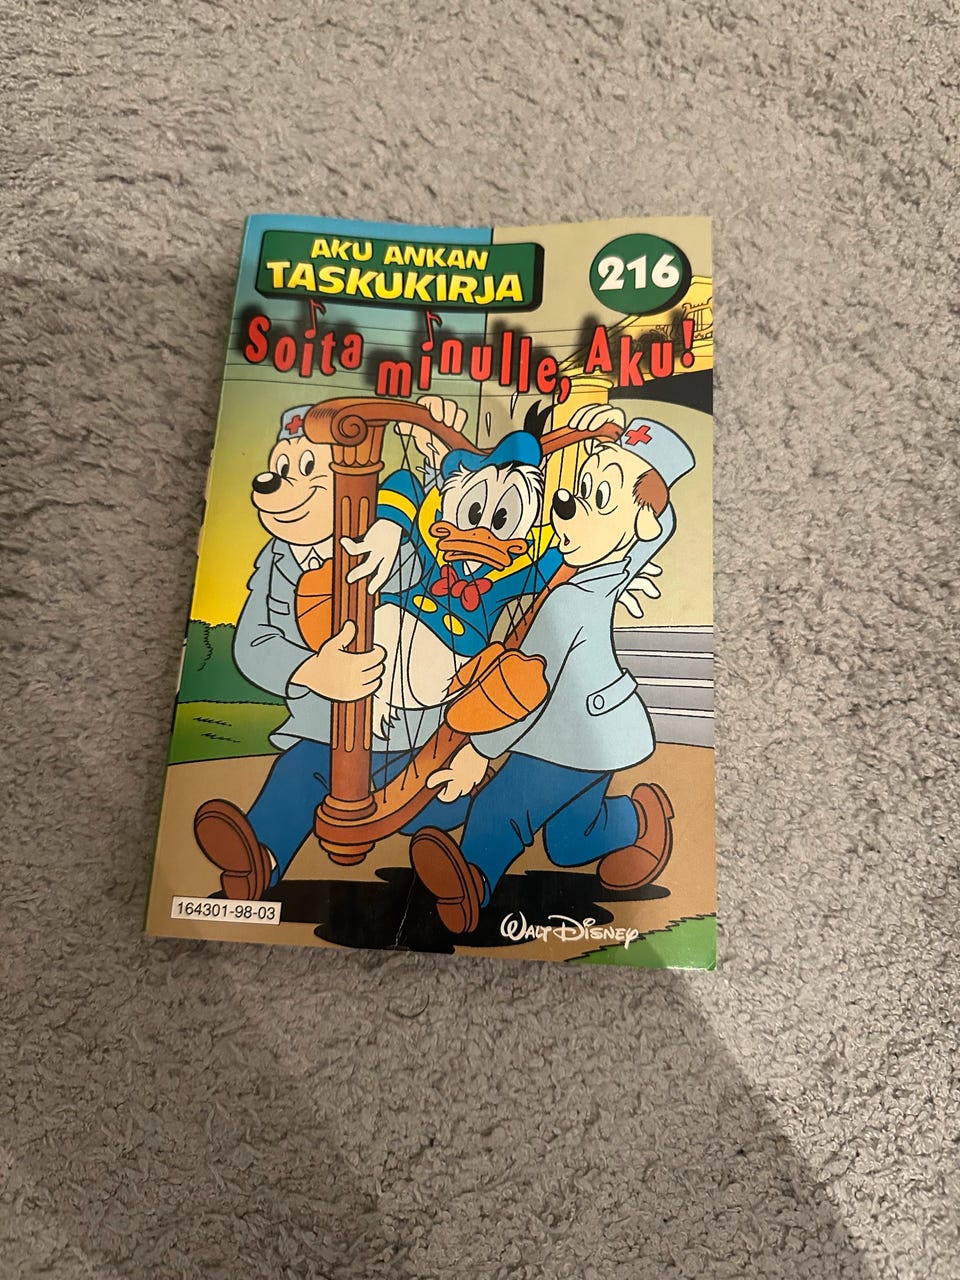 AKU ANKAN
TASKUKIRJA
216
Soita minulle, Aku!
164301-98-03
WALT DISNEY